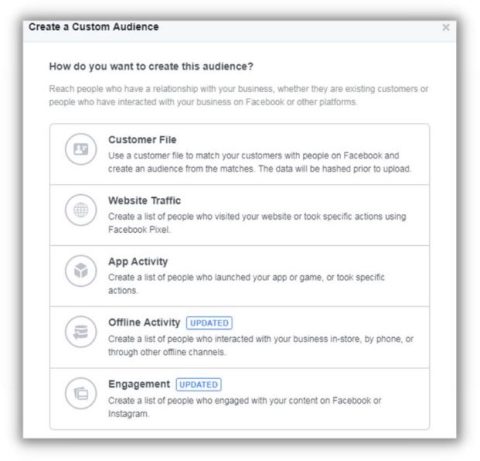 Create a Custom Audience
How do you want to create this audience?
Reach people who have a relationship with your business, whether they are existing customers or
people who have interacted with your business on Facebook or other platforms.
Customer File
Use a customer file to match your customers with people on Facebook and
create an audience from the matches. The data will be hashed prior to upload.
Website Traffic
Create a list of people who visited your website or took specific actions using
Facebook Pixel.
App Activity
Create a list of people who launched your app or game, or took specific
actions.
Offline Activity UPDATED
Create a list of people who interacted with your business in-store, by phone, or
through other offline channels.
Engagement UPDATED
Create a list of people who engaged with your content on Facebook or
Instagram.